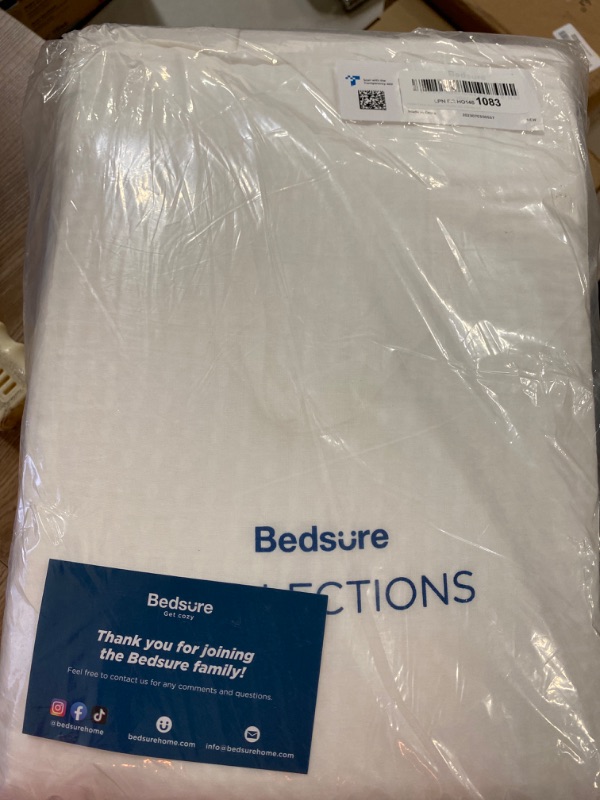 1083
Bedsure
ECTIONS
Bedsure
Get cozy
Thank you for joining
the Bedsure family!
Feel free to contact us for any comments and questions.
@bedsurehome
bedsurehome.com
info@bedsurehome.com